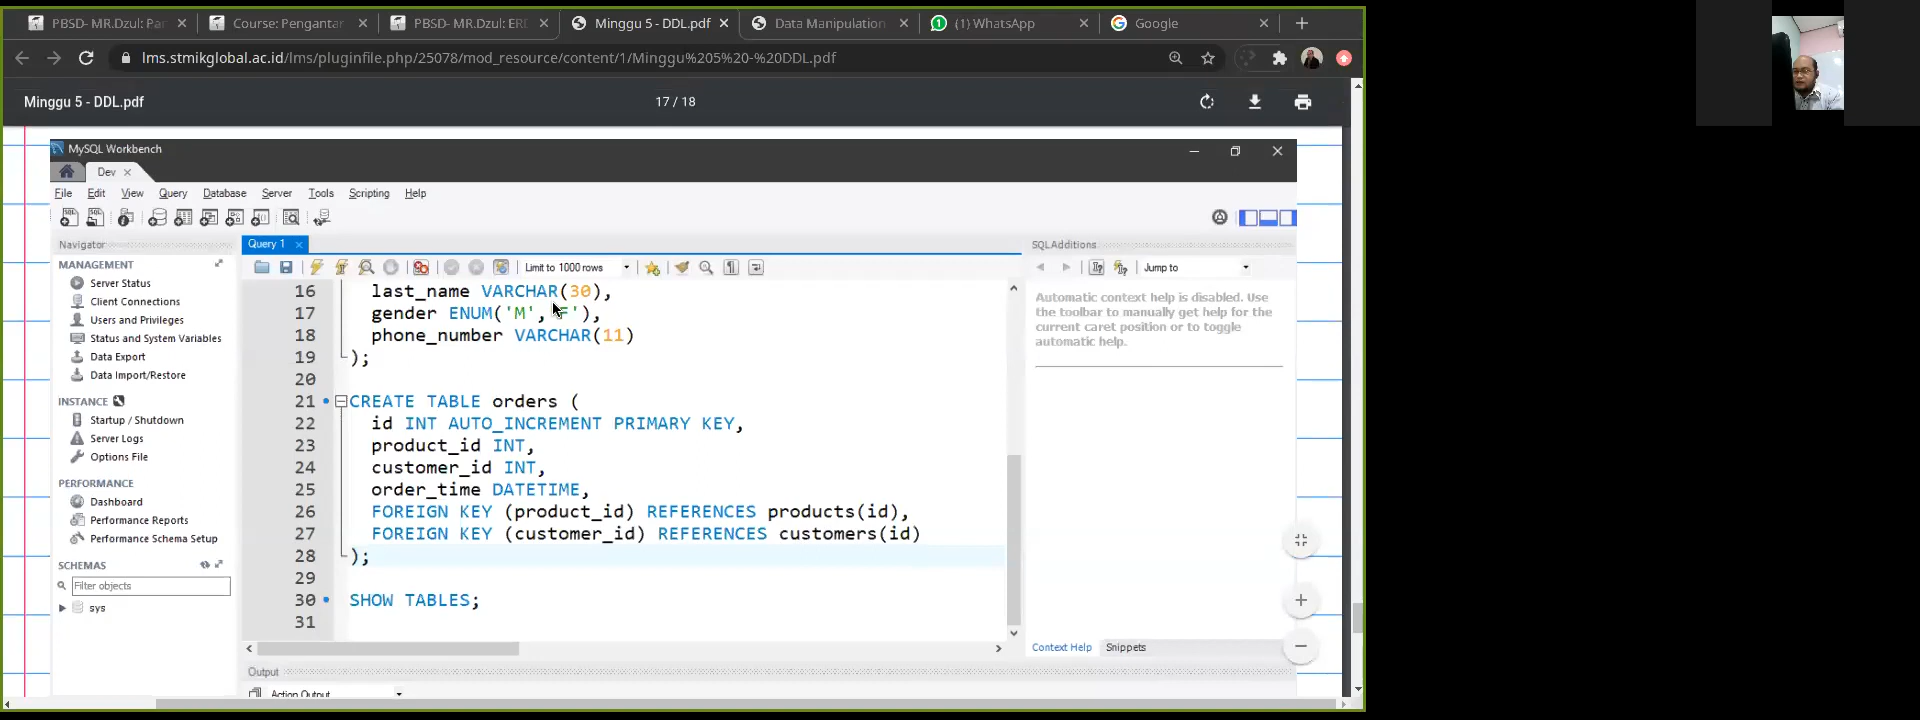 PBSD- MR.Dzul: Pa
Course: Pengantar
PBSD- MR.Dzul: ERD
Minggu 5 - DDL.pdf
Data Manipulation
(1) WhatsApp
Google
lms.stmikglobal.ac.id/lms/pluginfile.php/25078/mod_resource/content/1/Minggu%205%20-%20DDL.pdf
Minggu 5 - DDL.pdf
17 / 18
MySQL Workbench
Dev
File Edit View Query Database Server Tools Scripting Help
Navigator
Query 1
SQLAdditions
MANAGEMENT
Server Status
Client Connections
Users and Privileges
Status and System Variables
Data Export
Data Import/Restore
INSTANCE
Startup / Shutdown
Server Logs
Options File
PERFORMANCE
Dashboard
Performance Reports
Performance Schema Setup
SCHEMAS
Filter objects
sys
Limit to 1000 rows
16 last_name VARCHAR(30),
17 gender ENUM('M', 'F'),
18 phone_number VARCHAR(11)
19 );
20
21 CREATE TABLE orders (
22 id INT AUTO_INCREMENT PRIMARY KEY,
23 product_id INT,
24 customer_id INT,
25 order_time DATETIME,
26 FOREIGN KEY (product_id) REFERENCES products(id),
27 FOREIGN KEY (customer_id) REFERENCES customers(id)
28 );
29
30 SHOW TABLES;
31
Jump to
Automatic context help is disabled. Use
the toolbar to manually get help for the
current caret position or to toggle
automatic help.
Context Help Snippets
Output
Action Output